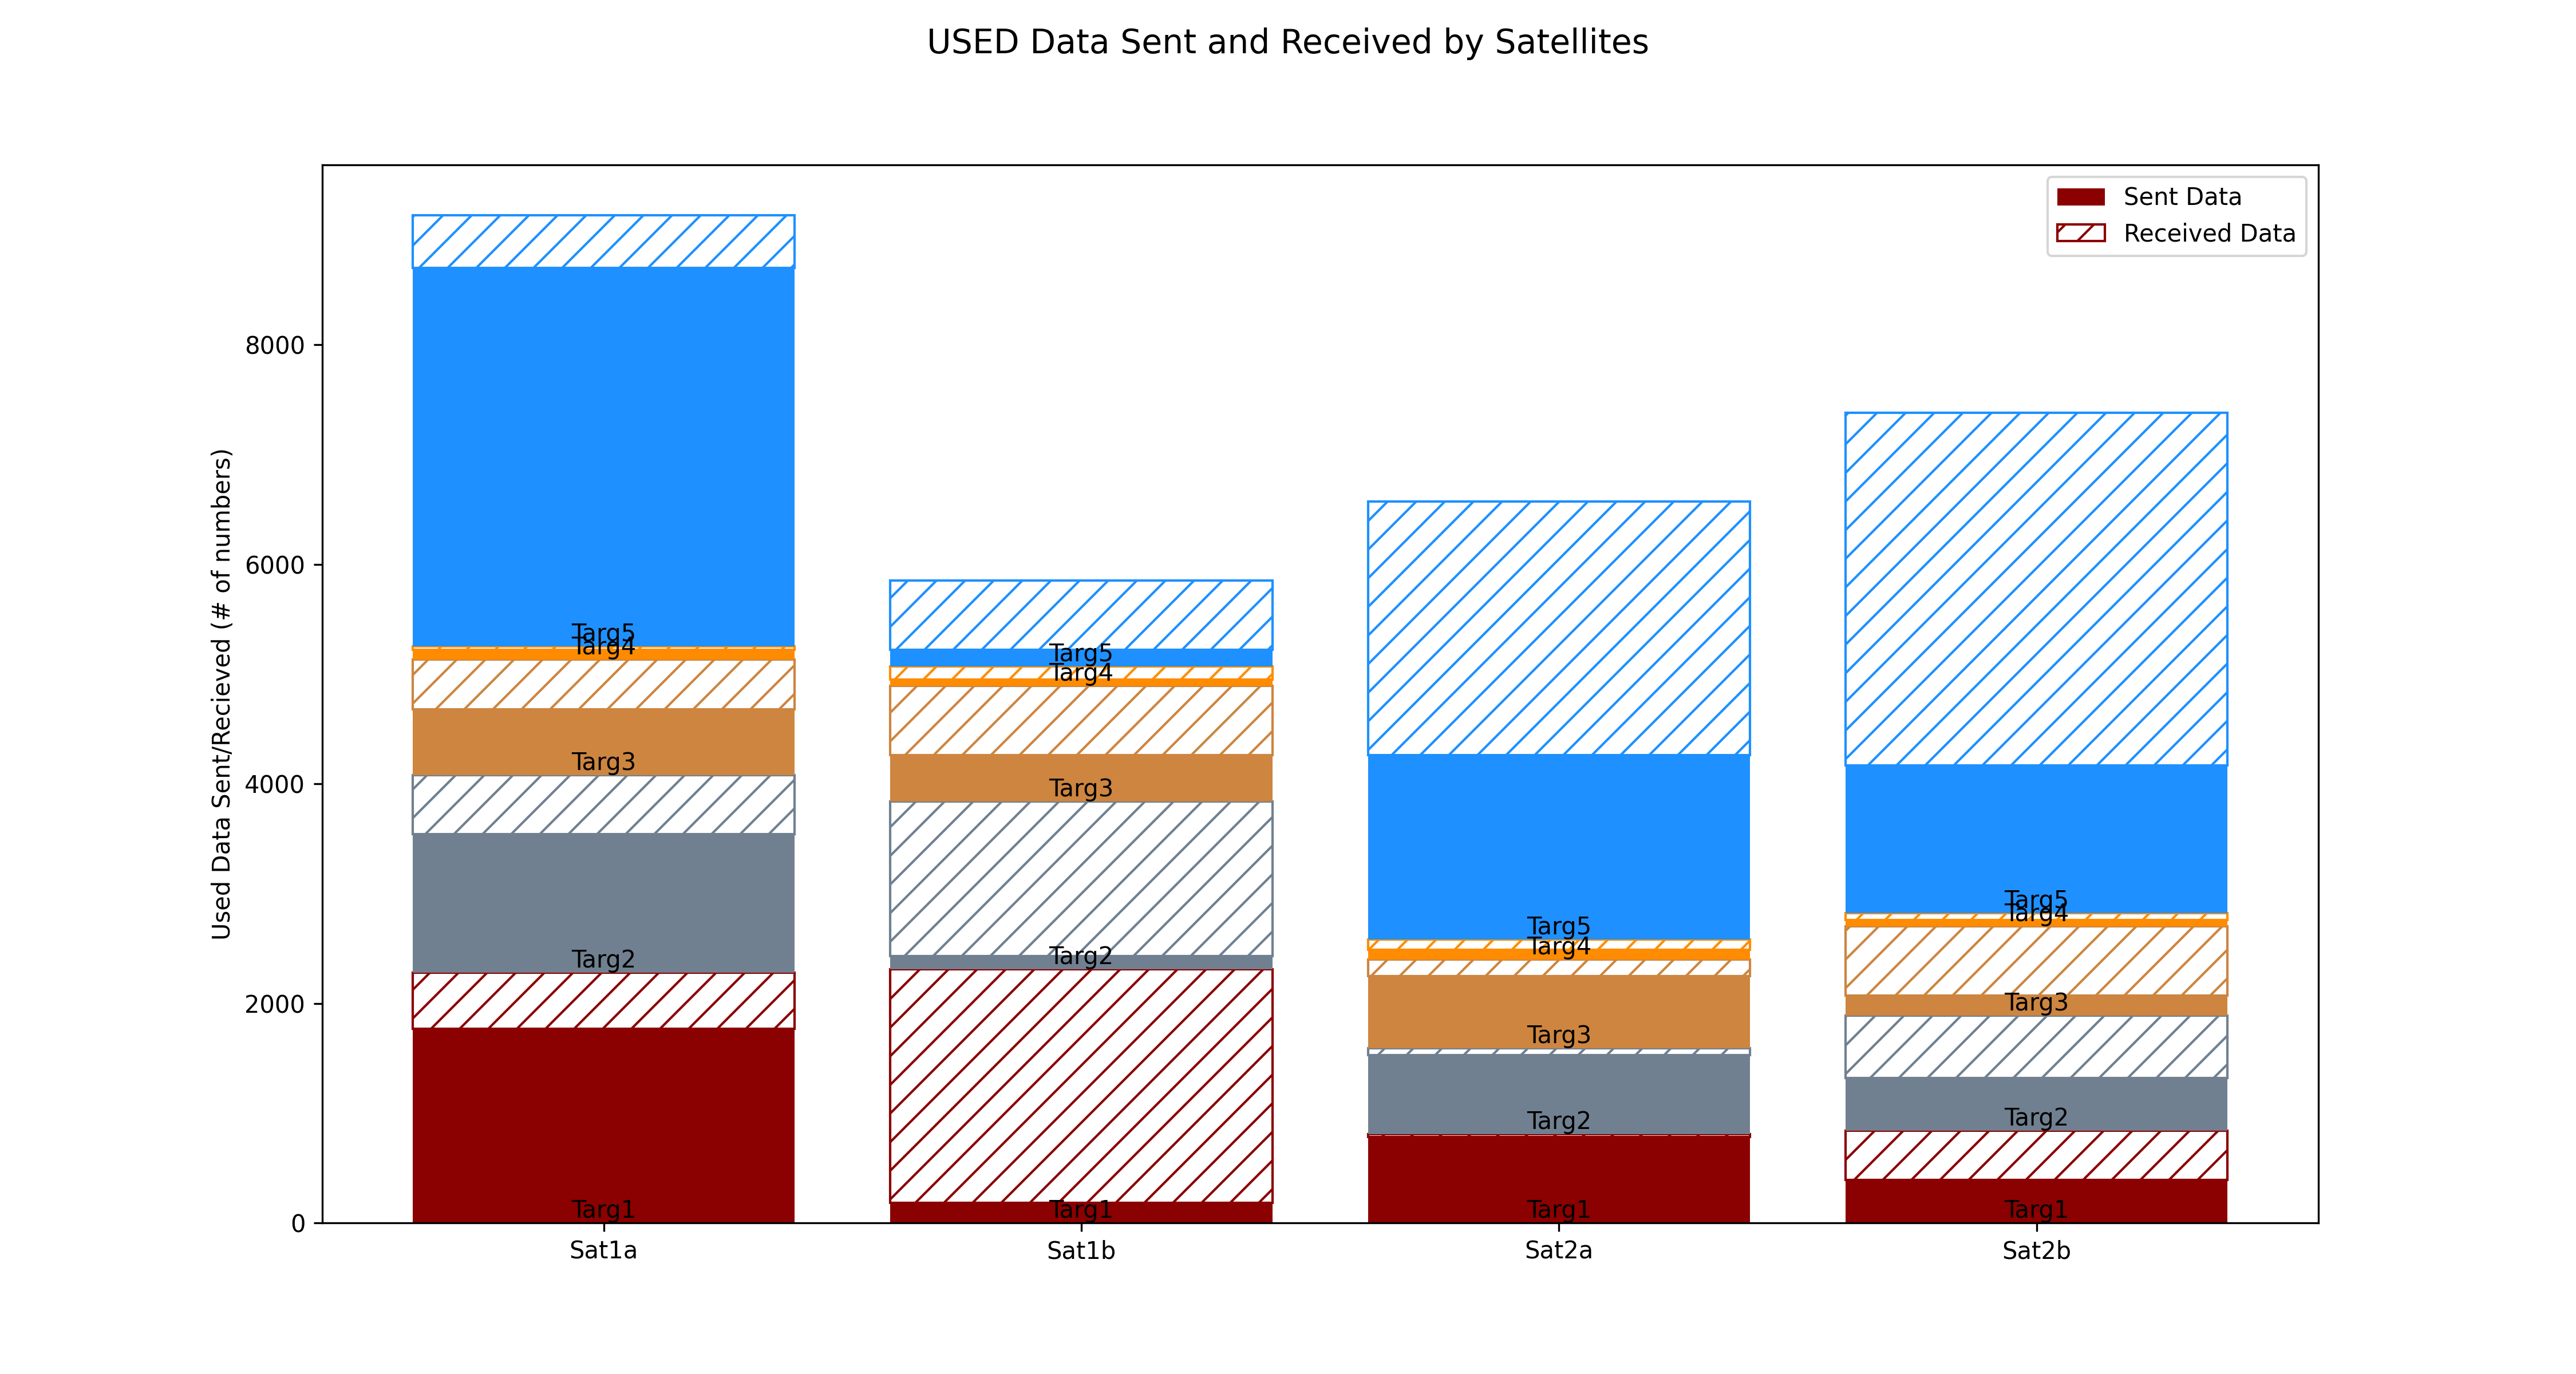 USED Data Sent and Received by Satellites
Sent Data
Received Data
Used Data Sent/Recieved (# of numbers)
8000
6000
4000
2000
0
Targ5
Targ4
Targ3
Targ2
Targ1
Targ5
Targ4
Targ3
Targ2
Targ1
Targ5
Targ4
Targ3
Targ2
Targ1
Targ5
Targ4
Targ3
Targ2
Targ1
Sat1a
Sat1b
Sat2a
Sat2b